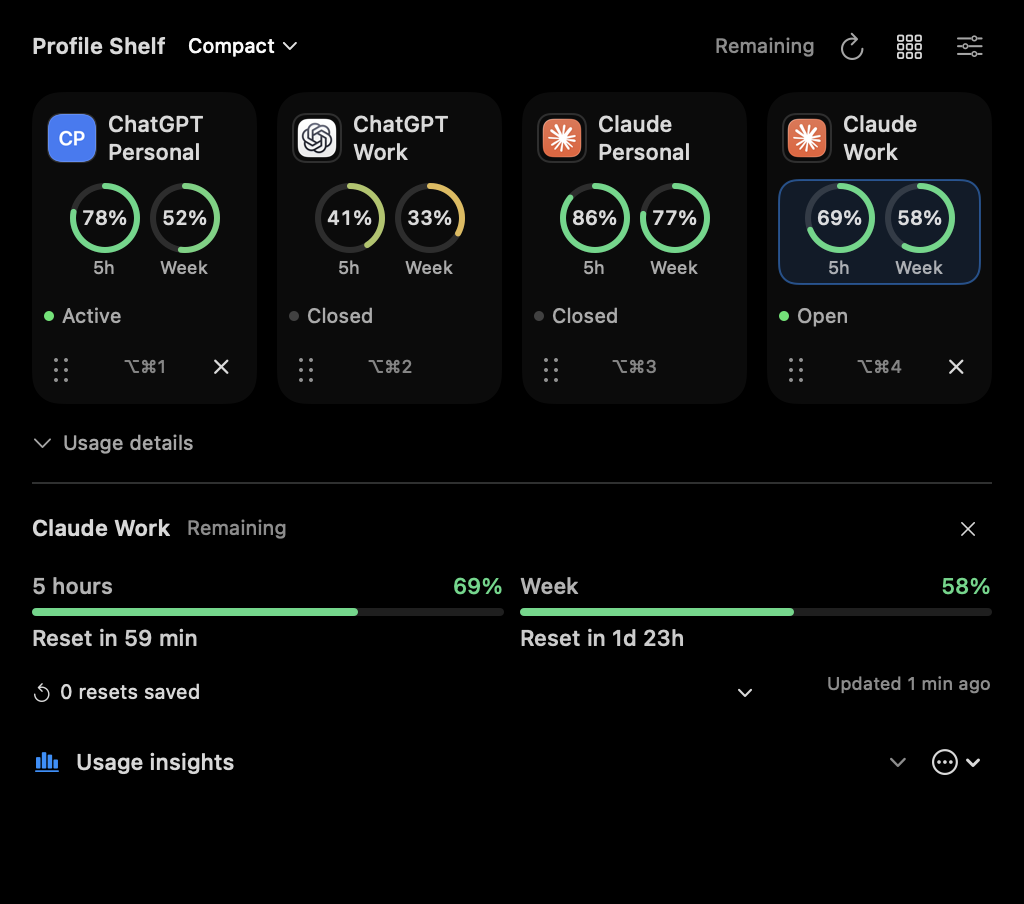 Profile Shelf Compact Remaining
CP
ChatGPT
Personal
78% 52%
5h Week
Active
⌥⌘1
ChatGPT
Work
41% 33%
5h Week
Closed
⌥⌘2
Claude
Personal
86% 77%
5h Week
Closed
⌥⌘3
Claude
Work
69% 58%
5h Week
Open
⌥⌘4
Usage details
Claude Work Remaining
5 hours 69%
Reset in 59 min
Week 58%
Reset in 1d 23h
0 resets saved
Updated 1 min ago
Usage insights